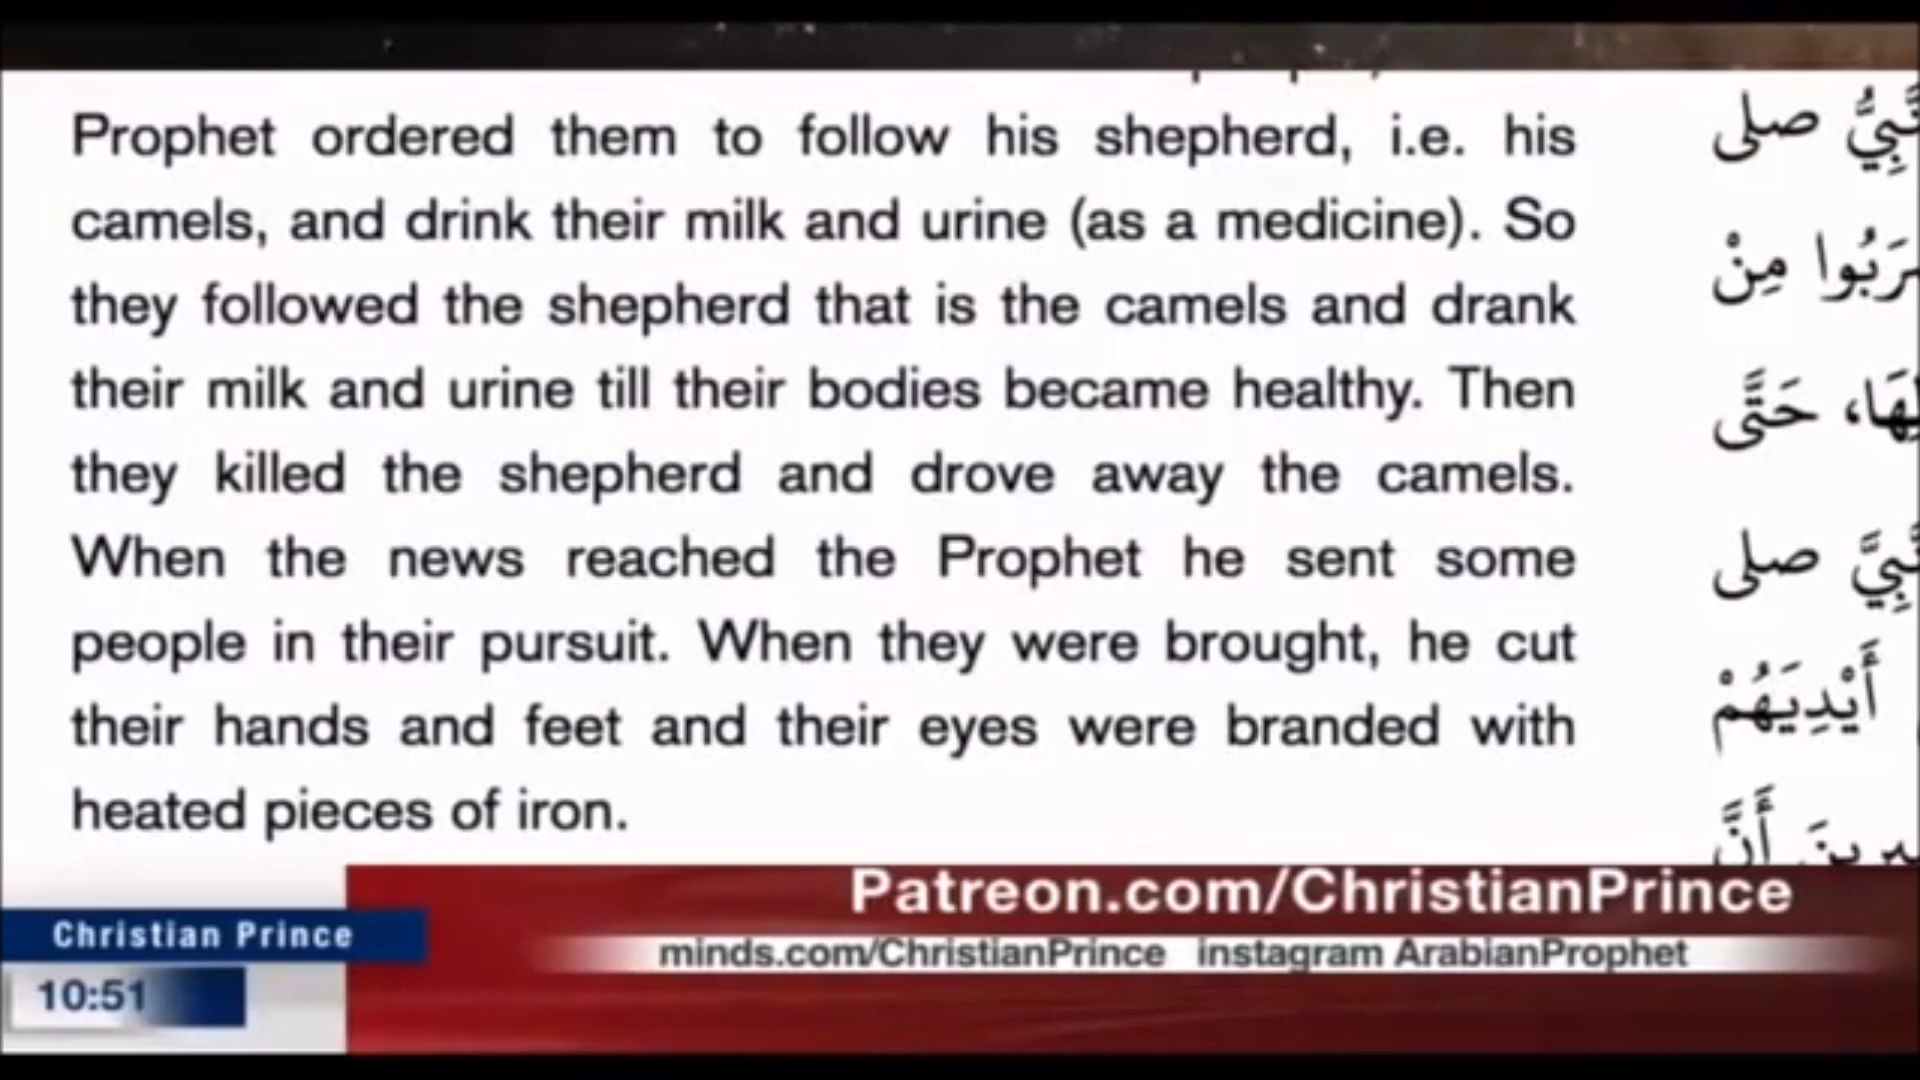 Prophet ordered them to follow his shepherd, i.e. his
camels, and drink their milk and urine (as a medicine). So
they followed the shepherd that is the camels and drank
their milk and urine till their bodies became healthy. Then
they killed the shepherd and drove away the camels.
When the news reached the Prophet he sent some
people in their pursuit. When they were brought, he cut
their hands and feet and their eyes were branded with
heated pieces of iron.
صلى
مِنْ
حَتَّى
صلى
أَيْدِيَهُمْ
أَنَّ
Patreon.com/ChristianPrince
Christian Prince
minds.com/ChristianPrince instagram ArabianProphet
10:51